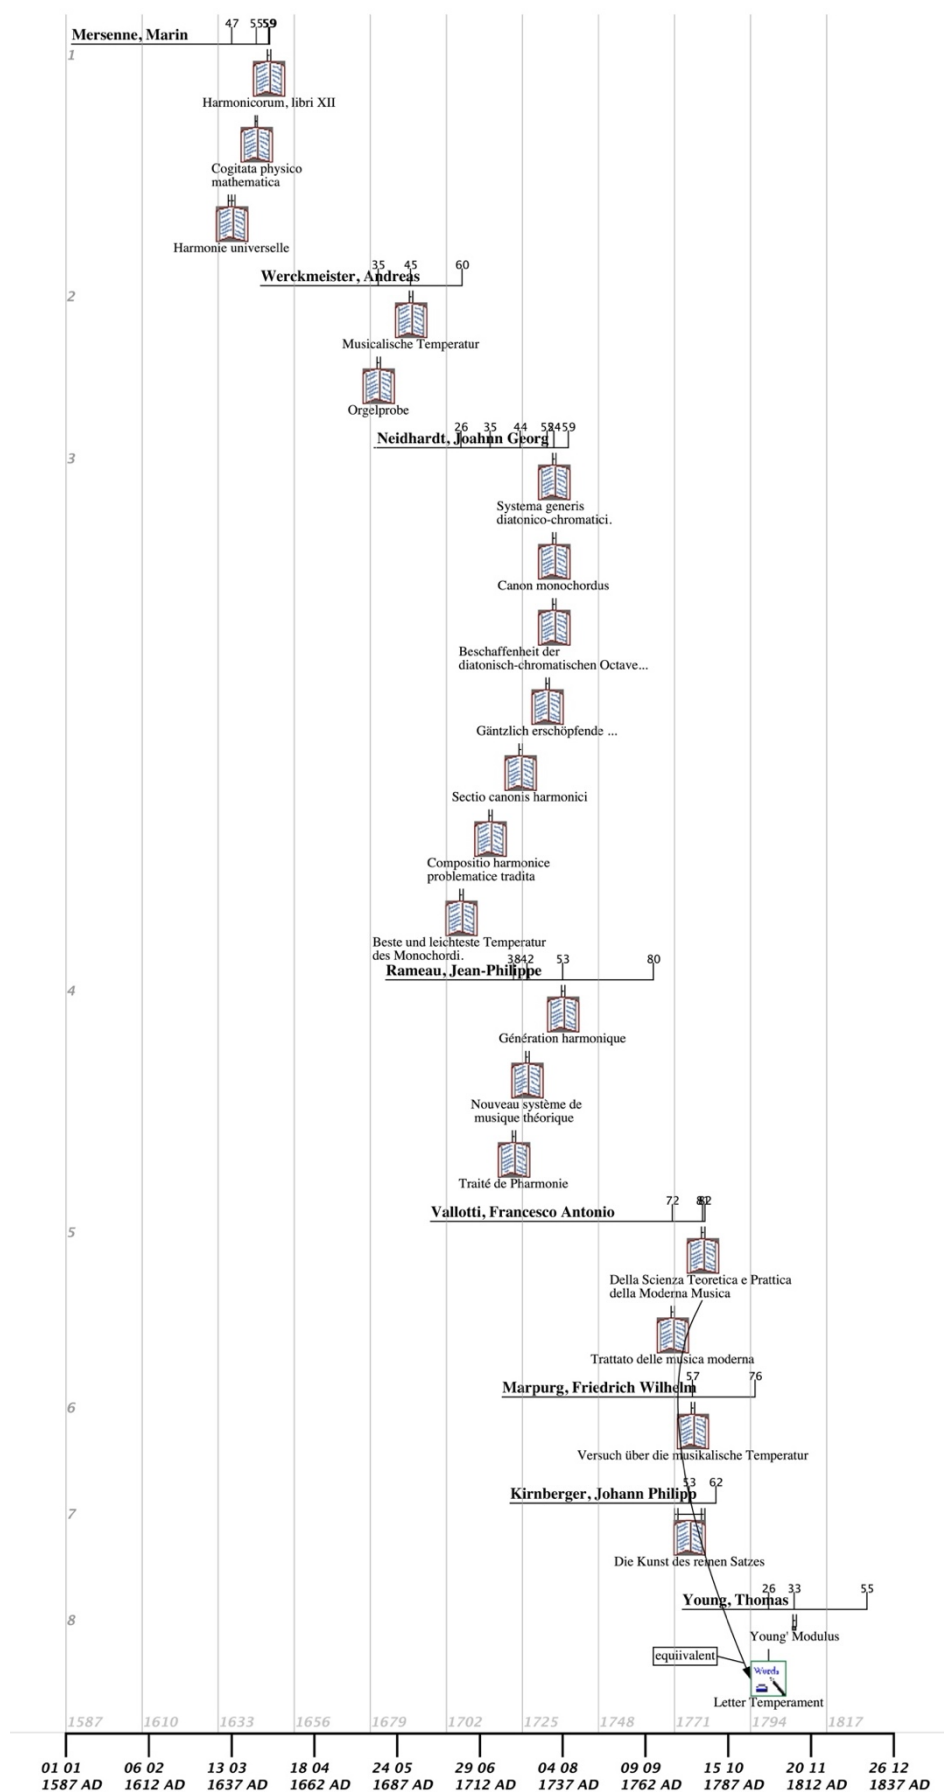 47 55 59
Mersenne, Marin
1
Harmonicorum, libri XII
Cogitata physico
mathematica
Harmonie universelle
35 45 60
Werckmeister, Andreas
2
Musicalische Temperatur
Orgelprobe
26 35 44 54 59
Neidhardt, Joahnn Georg
3
Systema generis
diatonico-chromatici.
Canon monochordus
Beschaffenheit der
diatonisch-chromatischen Octave...
Gäntzlich erschöpfende ...
Sectio canonis harmonici
Compositio harmonice
problematice tradita
Beste und leichteste Temperatur
des Monochordi.
38 42 53 80
Rameau, Jean-Philippe
4
Génération harmonique
Nouveau système de
musique théorique
Traité de Pharmonie
72 82
Vallotti, Francesco Antonio
5
Della Scienza Teoretica e Prattica
della Moderna Musica
Trattato delle musica moderna
57 76
Marpurg, Friedrich Wilhelm
6
Versuch über die musikalische Temperatur
53 62
Kirnberger, Johann Philipp
7
Die Kunst des reinen Satzes
26 33 55
Young, Thomas
8
Young' Modulus
equiivalent
Words
Letter Temperament
1587 1610 1633 1656 1679 1702 1725 1748 1771 1794 1817
01 01 06 02 13 03 18 04 24 05 29 06 04 08 09 09 15 10 20 11 26 12
1587 AD 1612 AD 1637 AD 1662 AD 1687 AD 1712 AD 1737 AD 1762 AD 1787 AD 1812 AD 1837 AD